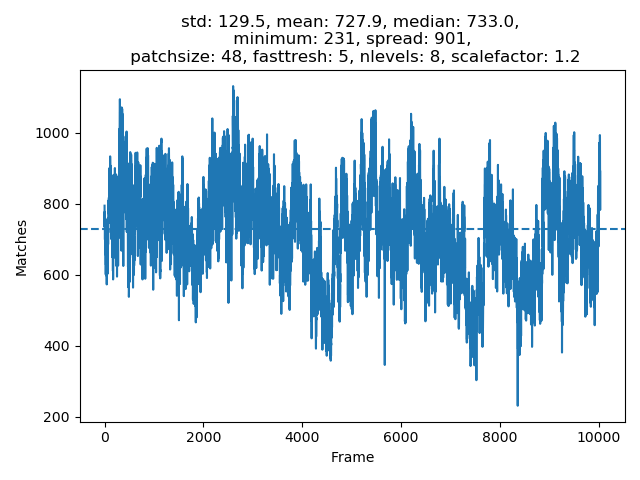 std: 129.5, mean: 727.9, median: 733.0,
minimum: 231, spread: 901,
patchsize: 48, fasttresh: 5, nlevels: 8, scalefactor: 1.2
1000
800
600
400
200
Matches
0 2000 4000 6000 8000 10000
Frame